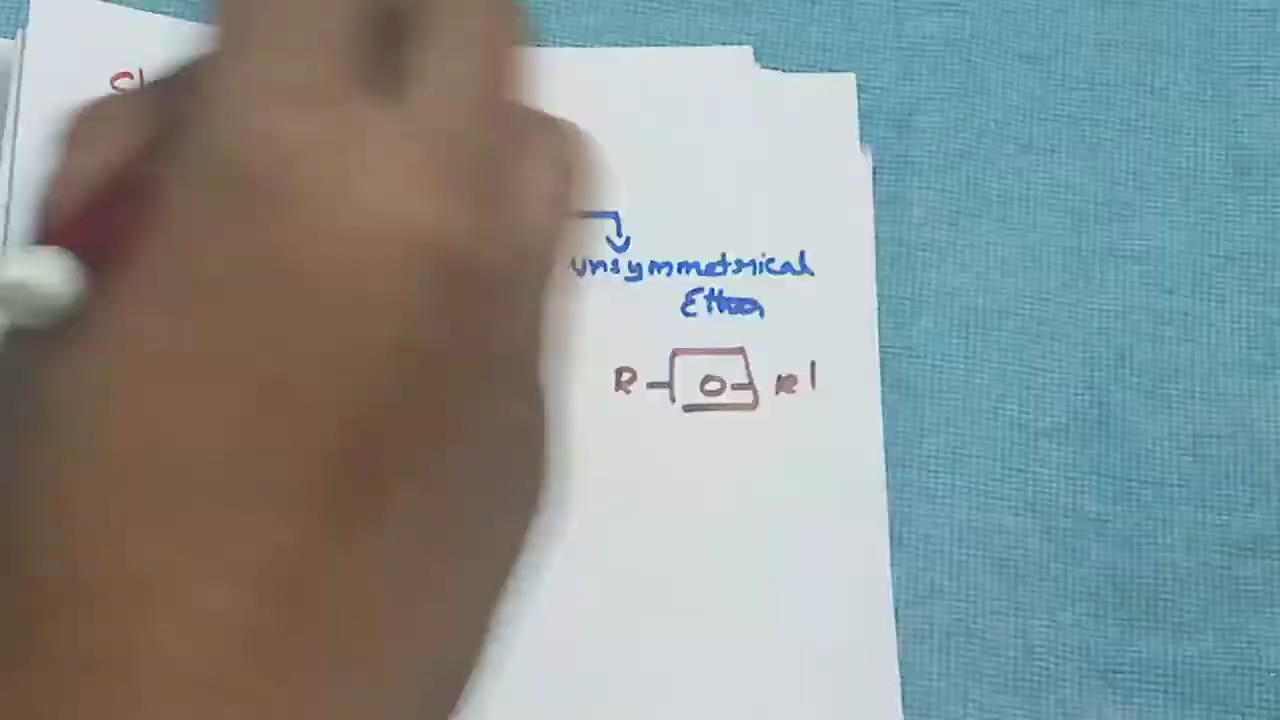 unsymmetrical
Ether
R - O - R'